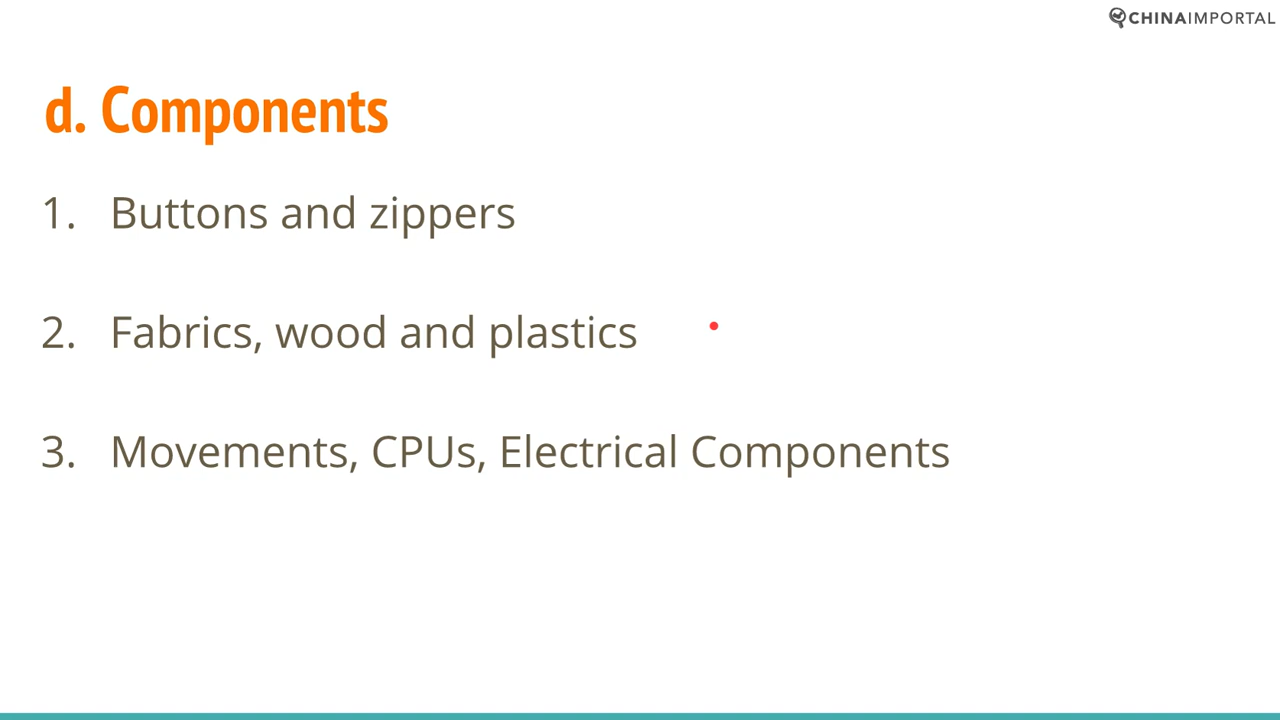 CHINAIMPORTAL
d. Components
1. Buttons and zippers
2. Fabrics, wood and plastics
3. Movements, CPUs, Electrical Components